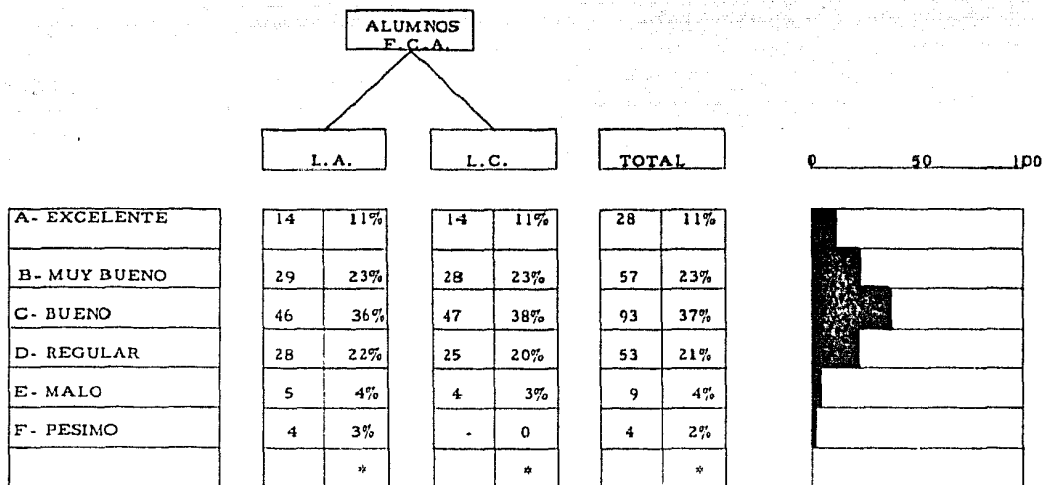 ALUMNOS
F.C.A.
L.A. L.C. TOTAL 0 50 100
A- EXCELENTE 14 11% 14 11% 28 11%
B- MUY BUENO 29 23% 28 23% 57 23%
C- BUENO 46 36% 47 38% 93 37%
D- REGULAR 28 22% 25 20% 53 21%
E- MALO 5 4% 4 3% 9 4%
F- PESIMO 4 3% - 0 4 2%
* * *